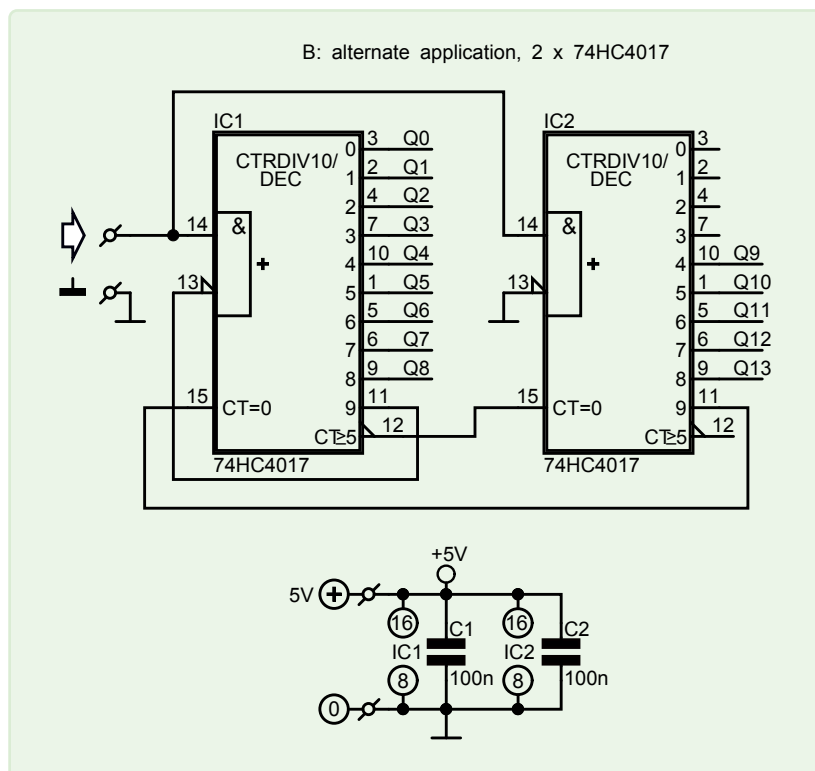 B: alternate application, 2 x 74HC4017
IC1
IC2
CTRDIV10/
DEC
CTRDIV10/
DEC
0 3 Q0
1 2 Q1
2 4 Q2
3 7 Q3
4 10 Q4
5 1 Q5
6 5 Q6
7 6 Q7
8 9 Q8
9 11
CT≥5 12
14 &
+
13
15 CT=0
74HC4017
0 3
1 2
2 4
3 7
4 10 Q9
5 1 Q10
6 5 Q11
7 6 Q12
8 9 Q13
9 11
CT≥5 12
14 &
+
13
15 CT=0
74HC4017
+5V
5V +
16 C1 16 C2
IC1 IC2
8 100n 8 100n
0